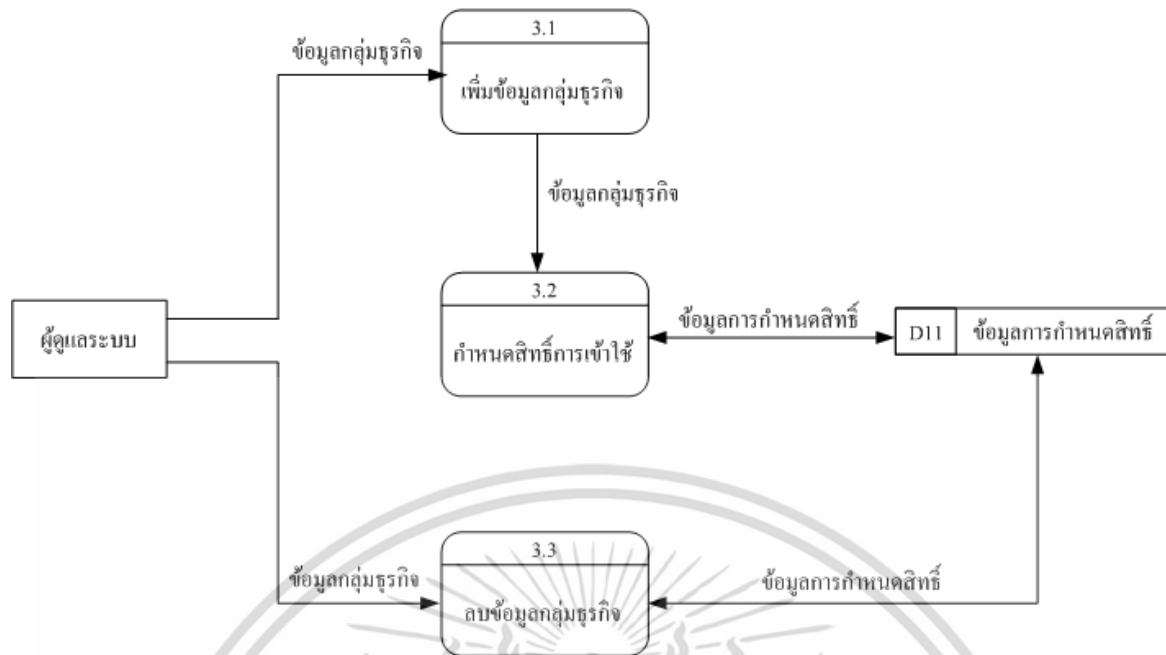 3.1
ข้อมูลกลุ่มธุรกิจ
เพิ่มข้อมูลกลุ่มธุรกิจ
ข้อมูลกลุ่มธุรกิจ
3.2
ผู้ดูแลระบบ
กำหนดสิทธิ์การเข้าใช้
ข้อมูลการกำหนดสิทธิ์
D11 ข้อมูลการกำหนดสิทธิ์
3.3
ข้อมูลกลุ่มธุรกิจ
ลบข้อมูลกลุ่มธุรกิจ
ข้อมูลการกำหนดสิทธิ์